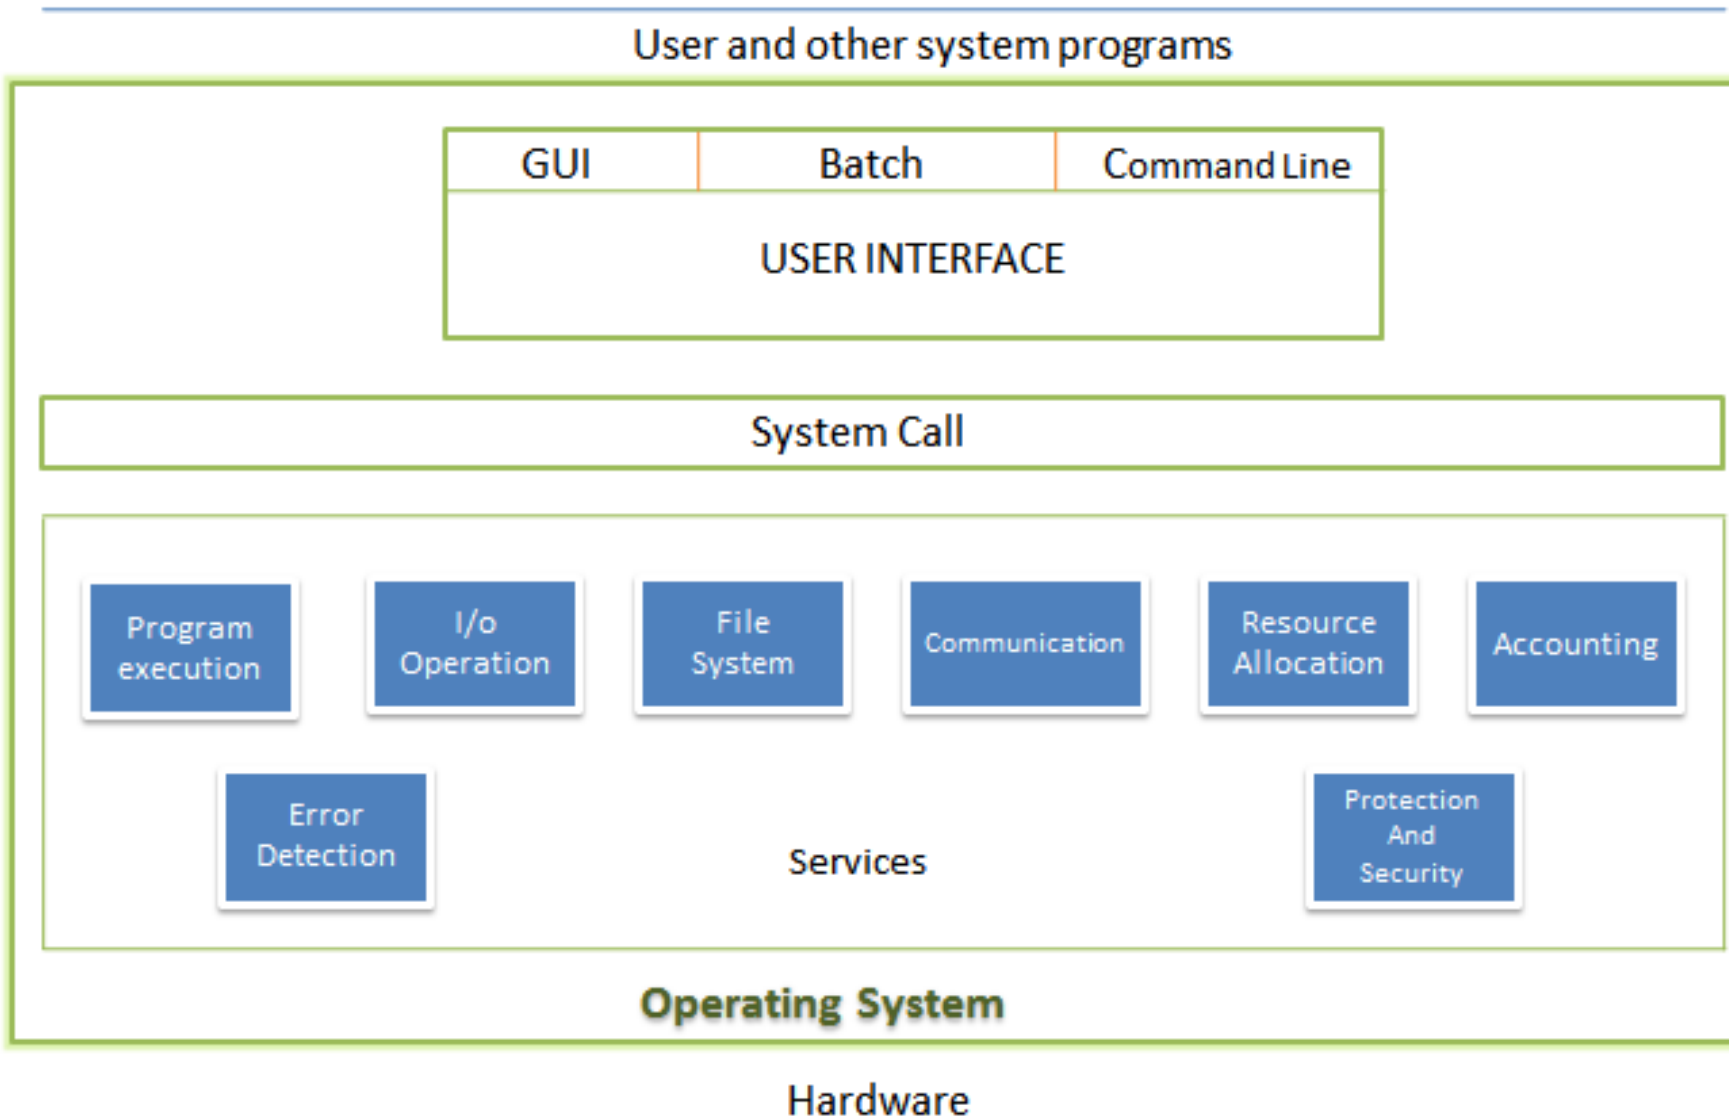 User and other system programs
GUI Batch Command Line
USER INTERFACE
System Call
Program
execution
I/o
Operation
File
System
Communication
Resource
Allocation
Accounting
Error
Detection
Services
Protection
And
Security
Operating System
Hardware